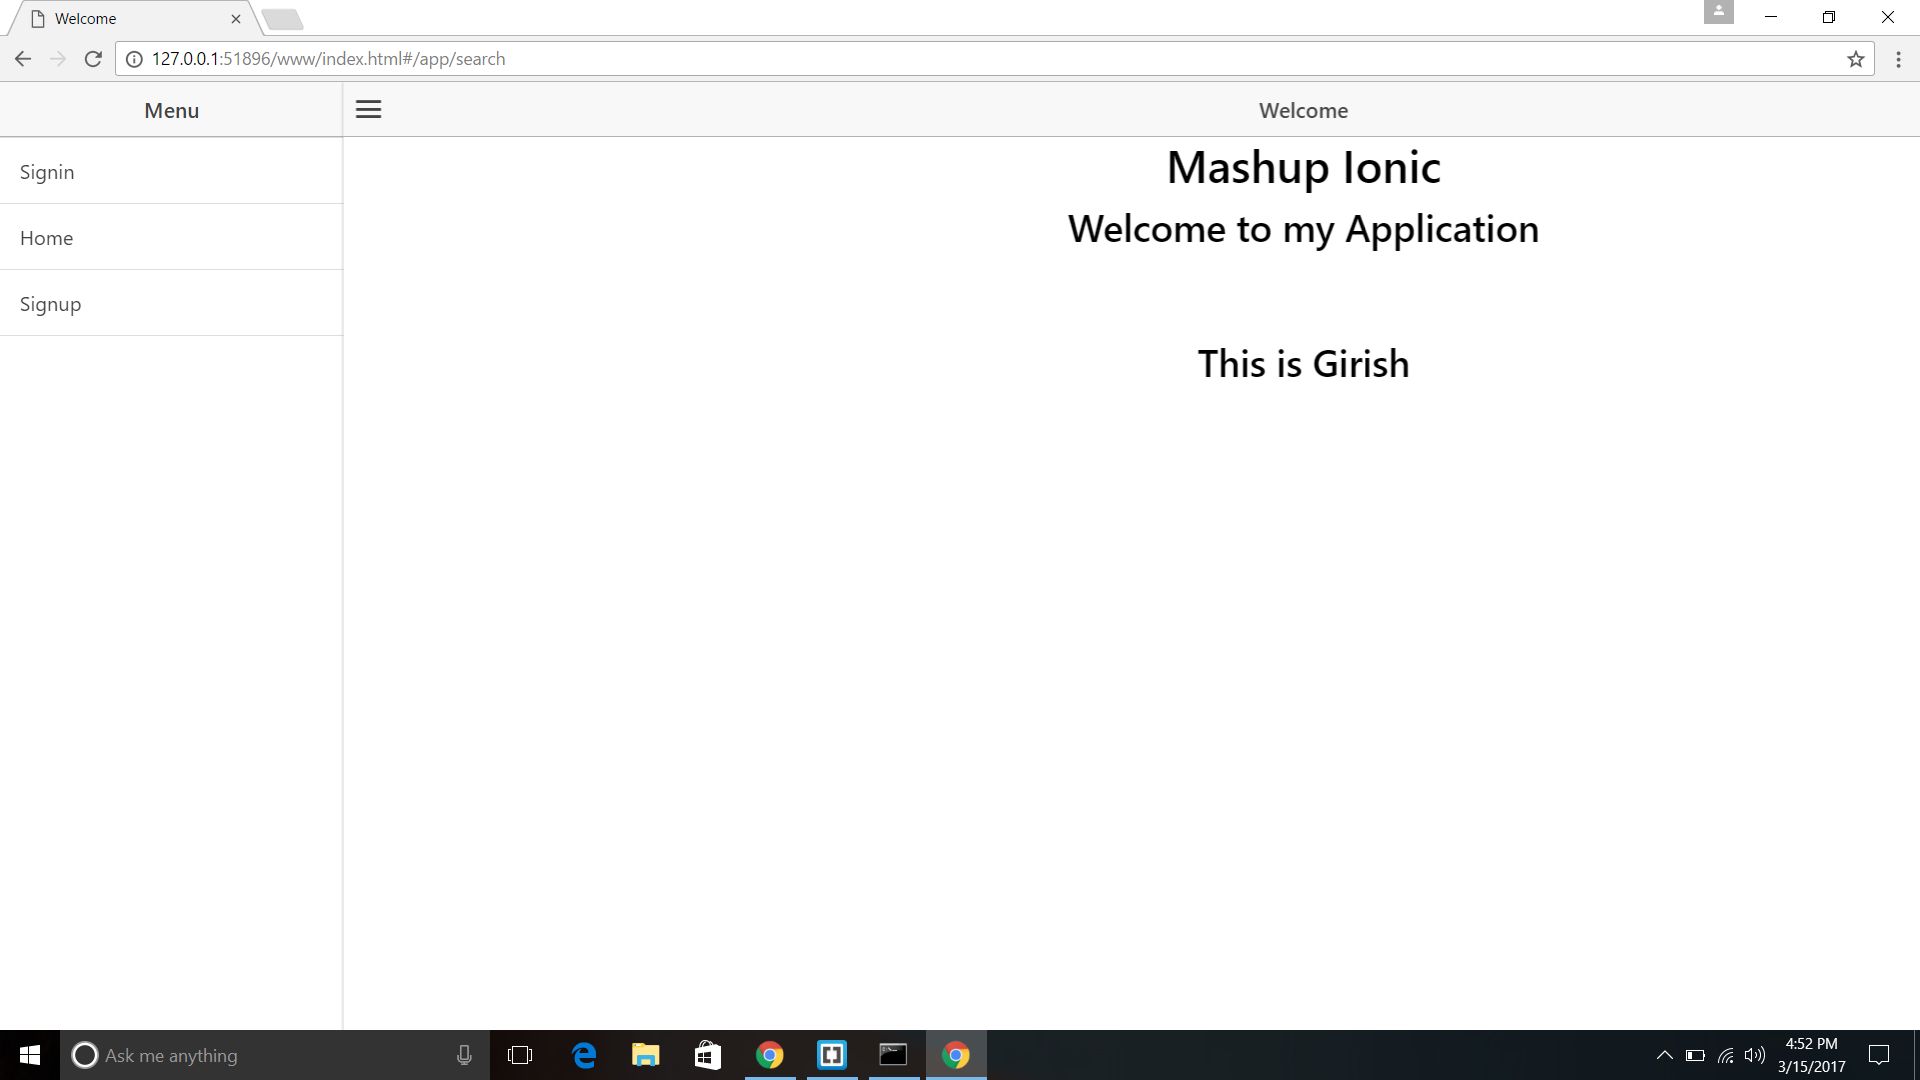 Welcome
127.0.0.1:51896/www/index.html#/app/search
Menu
Welcome
Signin
Home
Signup
Mashup Ionic
Welcome to my Application
This is Girish
Ask me anything
4:52 PM
3/15/2017